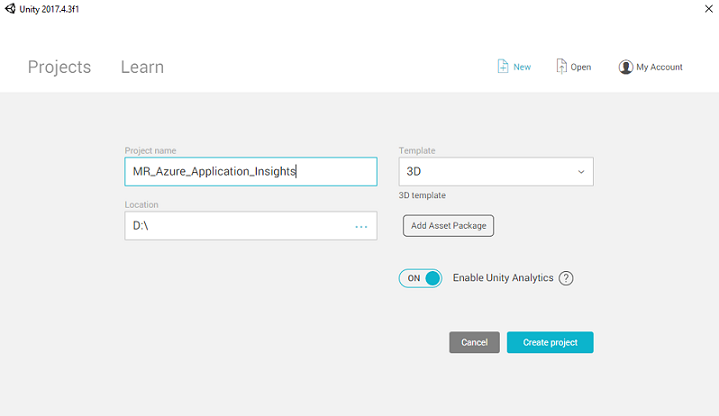 Unity 2017.4.3f1
Projects Learn New Open My Account
Project name Template
MR_Azure_Application_Insights 3D
3D template
Location
D:\ ... Add Asset Package
ON Enable Unity Analytics ?
Cancel Create project